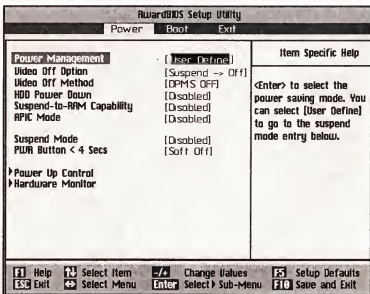 AwardBIOS Setup Utility
Power Boot Exit
Power Management [User Define]
Video Off Option [Suspend -> Off]
Video Off Method [DPMS OFF]
HDD Power Down [Disabled]
Suspend-to-RAM Capability [Disabled]
APIC Mode [Disabled]
Suspend Mode [Disabled]
PWR Button < 4 Secs [Soft Off]
Power Up Control
Hardware Monitor
Item Specific Help
<Enter> to select the
power saving mode. You
can select [User Define]
to go to the suspend
mode entry below.
F1 Help ↑↓ Select Item -/+ Change Values F5 Setup Defaults
ESC Exit ↔ Select Menu Enter Select ▸ Sub-Menu F10 Save and Exit